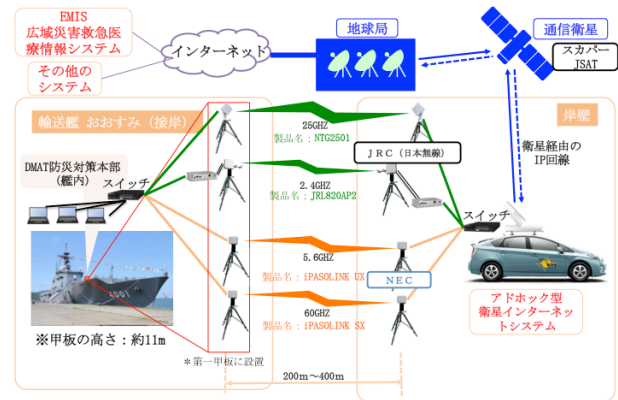 EMIS
広域災害救急医
療情報システム
その他の
システム
インターネット
地球局
通信衛星
スカパー
JSAT
輸送艦 おおすみ（接岸）
岸壁
25GHZ
製品名：NTG2501
JRC（日本無線）
衛星経由の
IP回線
DMAT防災対策本部
（艦内）
スイッチ
2.4GHZ
製品名：JRL820AP2
スイッチ
5.6GHZ
製品名：iPASOLINK UX
NEC
4001
60GHZ
製品名：iPASOLINK SX
アドホック型
衛星インターネッ
トシステム
※甲板の高さ：約11m
＊第一甲板に設置
200m～400m